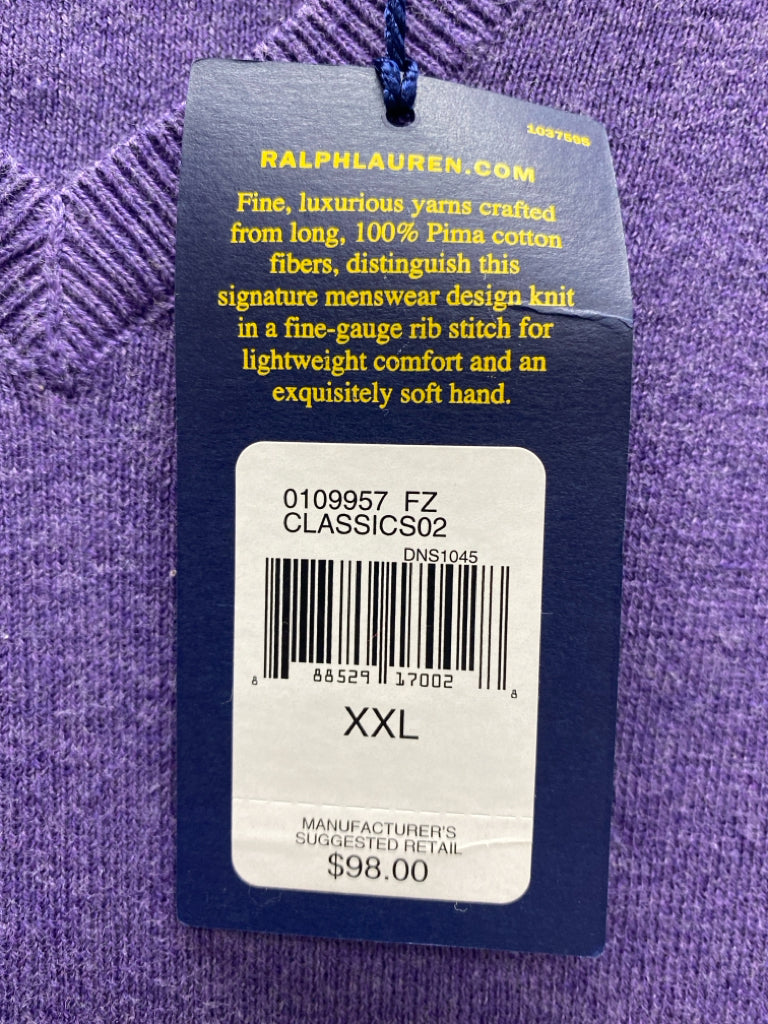 1037595
RALPHLAUREN.COM
Fine, luxurious yarns crafted
from long, 100% Pima cotton
fibers, distinguish this
signature menswear design knit
in a fine-gauge rib stitch for
lightweight comfort and an
exquisitely soft hand.
0109957 FZ
CLASSICS02
DNS1045
8 88529 17002 8
XXL
MANUFACTURER'S
SUGGESTED RETAIL
$98.00